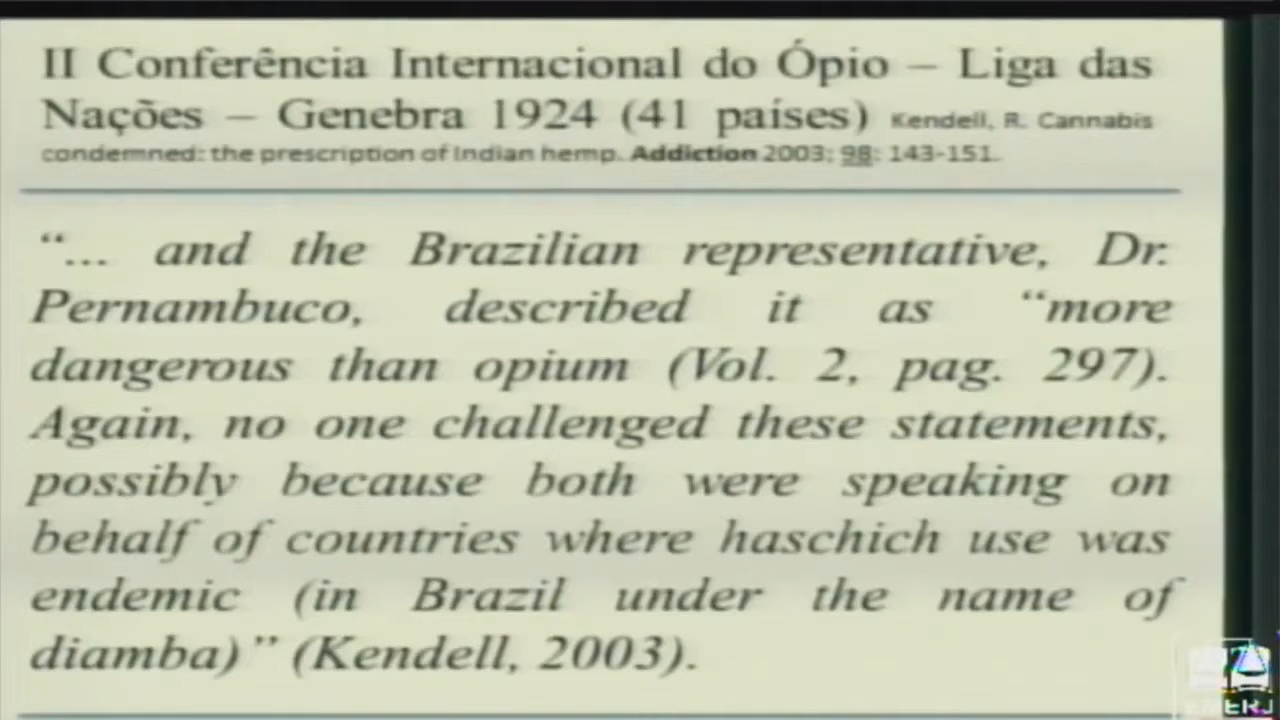 II Conferência Internacional do Ópio – Liga das
Nações – Genebra 1924 (41 países) Kendell, R. Cannabis
condemned: the prescription of Indian hemp. Addiction 2003; 98: 143-151.
“... and the Brazilian representative, Dr.
Pernambuco, described it as “more
dangerous than opium (Vol. 2, pag. 297).
Again, no one challenged these statements,
possibly because both were speaking on
behalf of countries where haschich use was
endemic (in Brazil under the name of
diamba)” (Kendell, 2003).